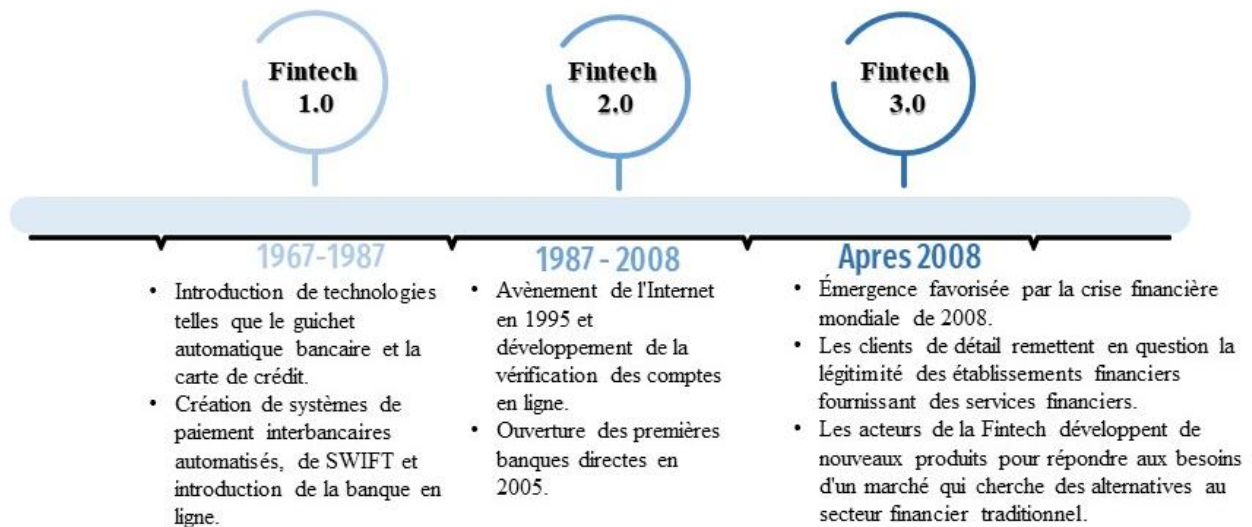 Fintech
1.0
Fintech
2.0
Fintech
3.0
1967-1987
• Introduction de technologies
telles que le guichet
automatique bancaire et la
carte de crédit.
• Création de systèmes de
paiement interbancaires
automatisés, de SWIFT et
introduction de la banque en
ligne.
1987 - 2008
• Avènement de l'Internet
en 1995 et
développement de la
vérification des comptes
en ligne.
• Ouverture des premières
banques directes en
2005.
Apres 2008
• Émergence favorisée par la crise financière
mondiale de 2008.
• Les clients de détail remettent en question la
légitimité des établissements financiers
fournissant des services financiers.
• Les acteurs de la Fintech développent de
nouveaux produits pour répondre aux besoins
d'un marché qui cherche des alternatives au
secteur financier traditionnel.